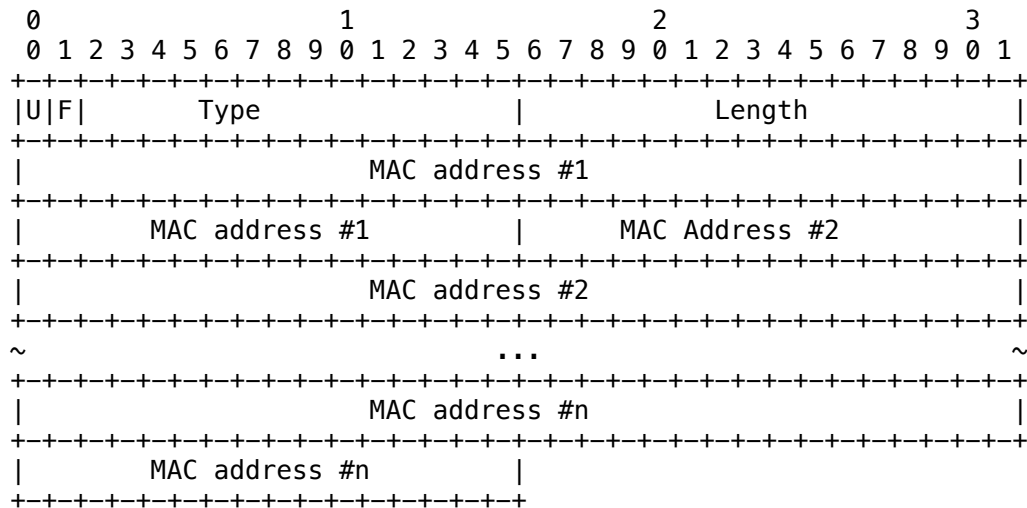 0                   1                   2                   3
 0 1 2 3 4 5 6 7 8 9 0 1 2 3 4 5 6 7 8 9 0 1 2 3 4 5 6 7 8 9 0 1
+-+-+-+-+-+-+-+-+-+-+-+-+-+-+-+-+-+-+-+-+-+-+-+-+-+-+-+-+-+-+-+-+
|U|F|       Type                |            Length             |
+-+-+-+-+-+-+-+-+-+-+-+-+-+-+-+-+-+-+-+-+-+-+-+-+-+-+-+-+-+-+-+-+
|                      MAC address #1                           |
+-+-+-+-+-+-+-+-+-+-+-+-+-+-+-+-+-+-+-+-+-+-+-+-+-+-+-+-+-+-+-+-+
|        MAC address #1         |      MAC Address #2           |
+-+-+-+-+-+-+-+-+-+-+-+-+-+-+-+-+-+-+-+-+-+-+-+-+-+-+-+-+-+-+-+-+
|                      MAC address #2                           |
+-+-+-+-+-+-+-+-+-+-+-+-+-+-+-+-+-+-+-+-+-+-+-+-+-+-+-+-+-+-+-+-+
~                              ...                              ~
+-+-+-+-+-+-+-+-+-+-+-+-+-+-+-+-+-+-+-+-+-+-+-+-+-+-+-+-+-+-+-+-+
|                      MAC address #n                           |
+-+-+-+-+-+-+-+-+-+-+-+-+-+-+-+-+-+-+-+-+-+-+-+-+-+-+-+-+-+-+-+-+
|        MAC address #n         |
+-+-+-+-+-+-+-+-+-+-+-+-+-+-+-+-+